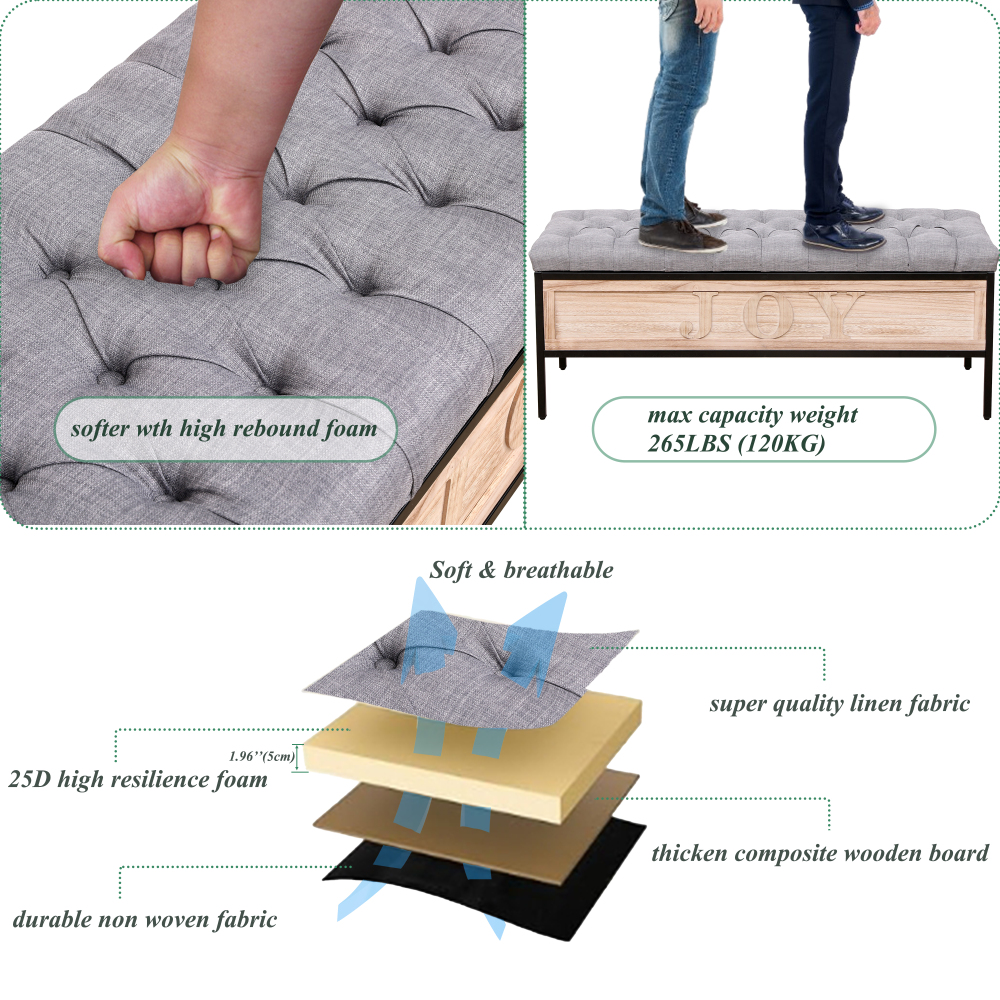 softer wth high rebound foam
JOY
max capacity weight
265LBS (120KG)
Soft & breathable
super quality linen fabric
1.96’’(5cm)
25D high resilience foam
thicken composite wooden board
durable non woven fabric